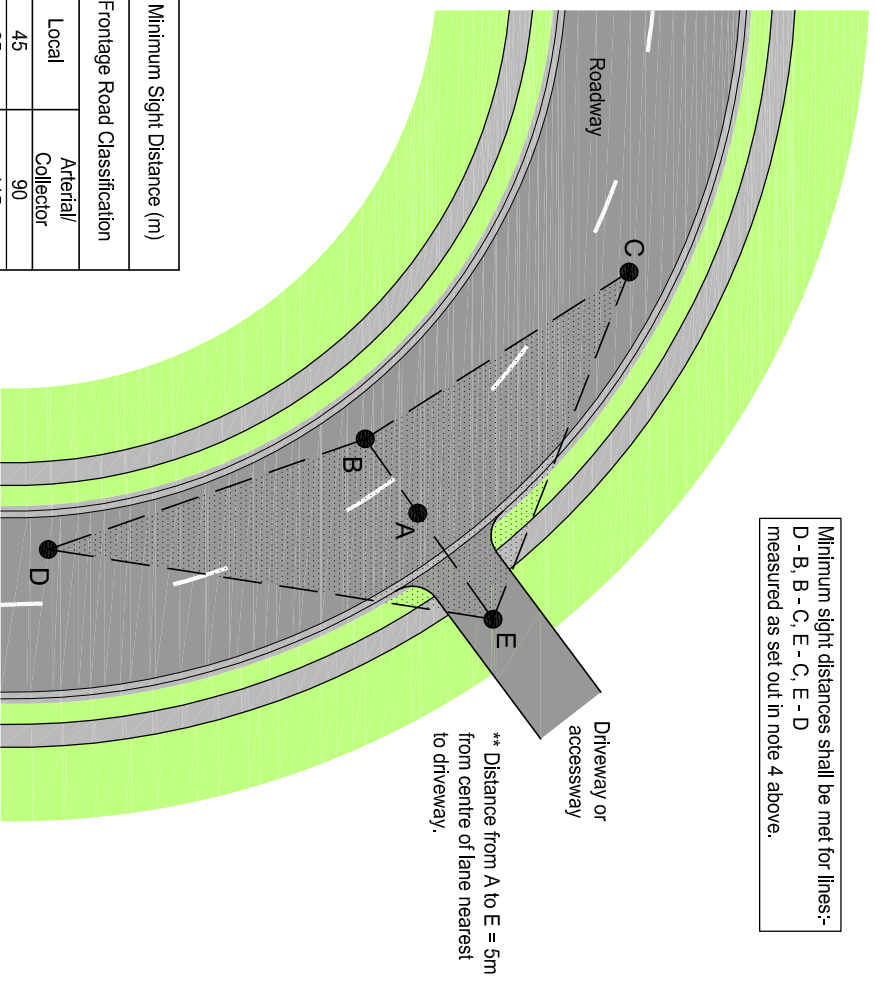 Minimum sight distances shall be met for lines:-
D - B, B - C, E - C, E - D
measured as set out in note 4 above.
Roadway
C
B
A
D
E
Driveway or
accessway
** Distance from A to E = 5m
from centre of lane nearest
to driveway.
Minimum Sight Distance (m)
Frontage Road Classification
Local
Arterial/
Collector
45
90